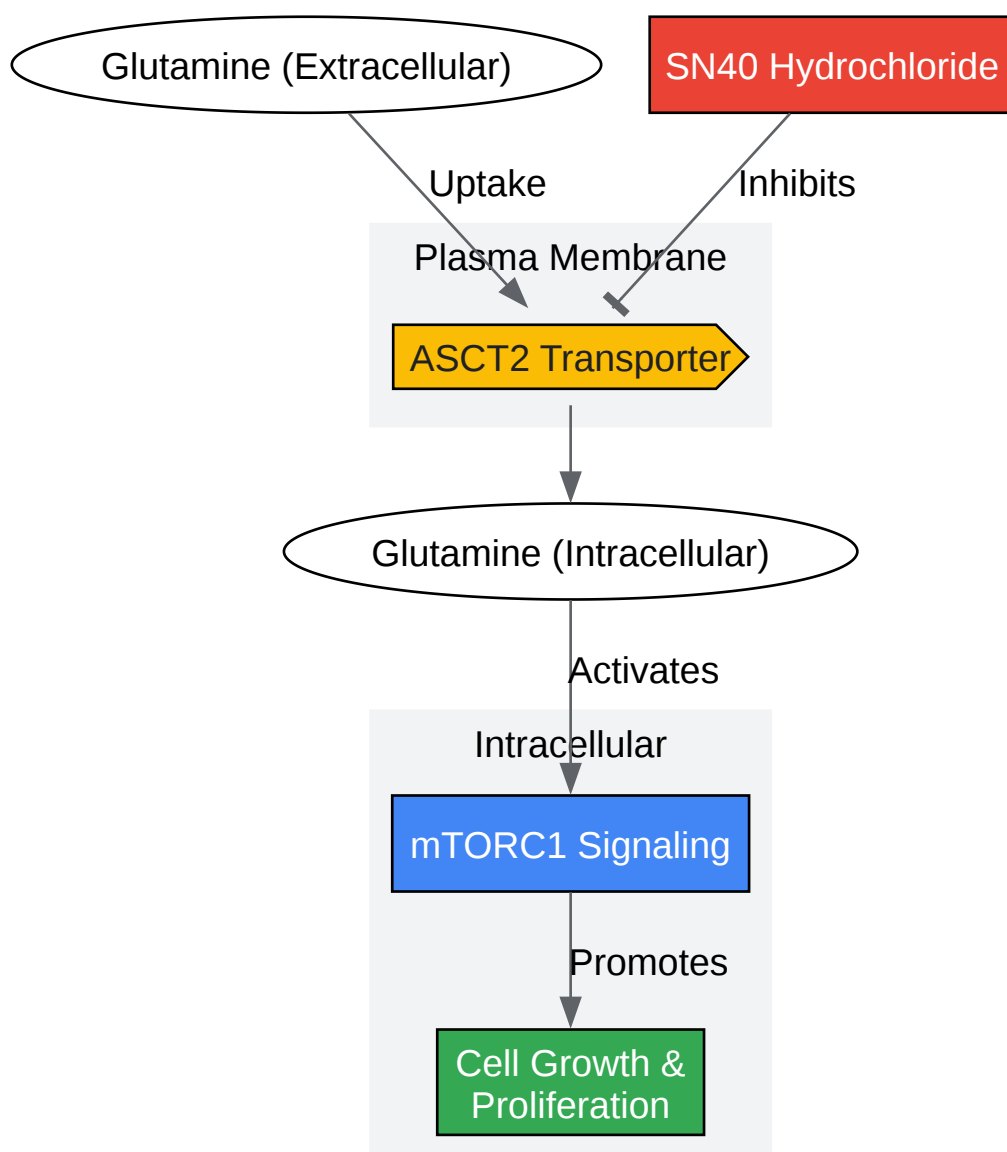 Glutamine (Extracellular)
SN40 Hydrochloride
Uptake
Inhibits
Plasma Membrane
ASCT2 Transporter
Glutamine (Intracellular)
Activates
Intracellular
mTORC1 Signaling
Promotes
Cell Growth &
Proliferation